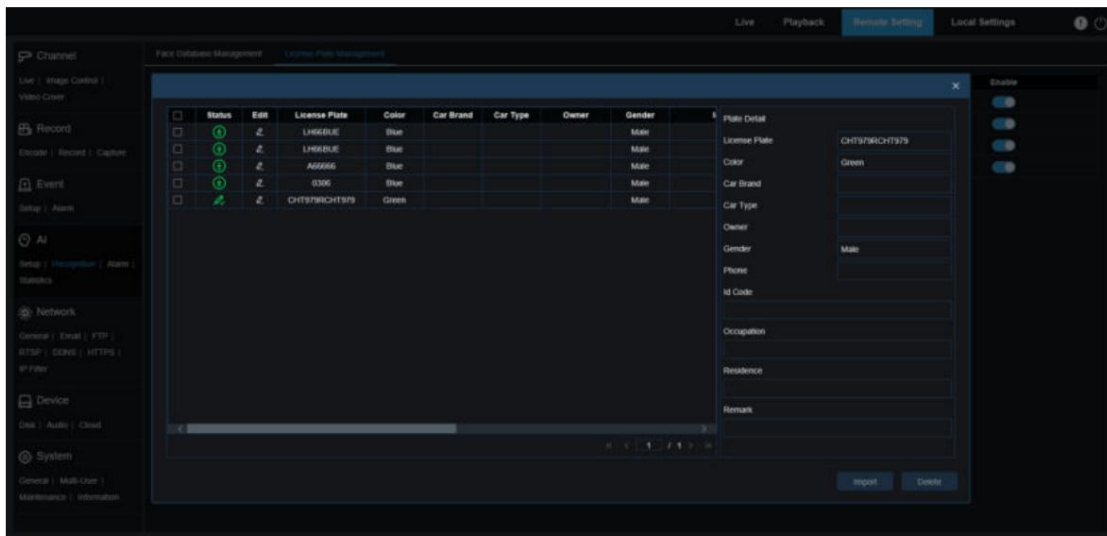 Live Playback Remote Setting Local Settings
Channel
Live | Image Control |
Video Cover
Record
Encode | Record | Capture
Event
Setup | Alarm
AI
Setup | Recognition | Alarm |
Statistics
Network
General | Email | FTP |
RTSP | DDNS | HTTPS |
IP Filter
Device
Disk | Audio | Cloud
System
General | Multi-User |
Maintenance | Information
Face Database Management License Plate Management
Enable
Status Edit License Plate Color Car Brand Car Type Owner Gender
LH66BUE Blue Male
LH66BUE Blue Male
A66666 Blue Male
0306 Blue Male
CHT979RCHT979 Green Male
1 / 1
Plate Detail
License Plate CHT979RCHT979
Color Green
Car Brand
Car Type
Owner
Gender Male
Phone
Id Code
Occupation
Residence
Remark
Import Delete